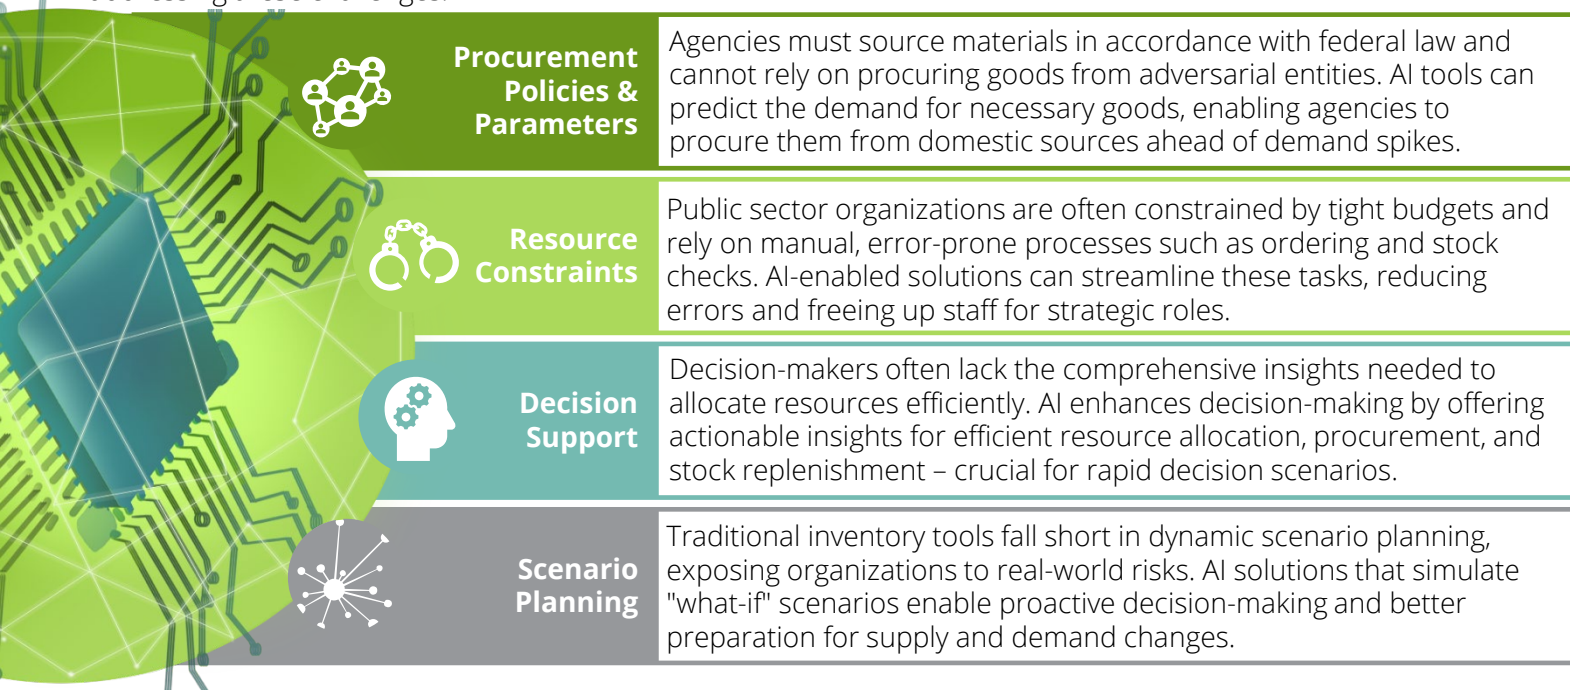 Procurement
Policies &
Parameters
Agencies must source materials in accordance with federal law and
cannot rely on procuring goods from adversarial entities. AI tools can
predict the demand for necessary goods, enabling agencies to
procure them from domestic sources ahead of demand spikes.
Resource
Constraints
Public sector organizations are often constrained by tight budgets and
rely on manual, error-prone processes such as ordering and stock
checks. AI-enabled solutions can streamline these tasks, reducing
errors and freeing up staff for strategic roles.
Decision
Support
Decision-makers often lack the comprehensive insights needed to
allocate resources efficiently. AI enhances decision-making by offering
actionable insights for efficient resource allocation, procurement, and
stock replenishment – crucial for rapid decision scenarios.
Scenario
Planning
Traditional inventory tools fall short in dynamic scenario planning,
exposing organizations to real-world risks. AI solutions that simulate
"what-if" scenarios enable proactive decision-making and better
preparation for supply and demand changes.